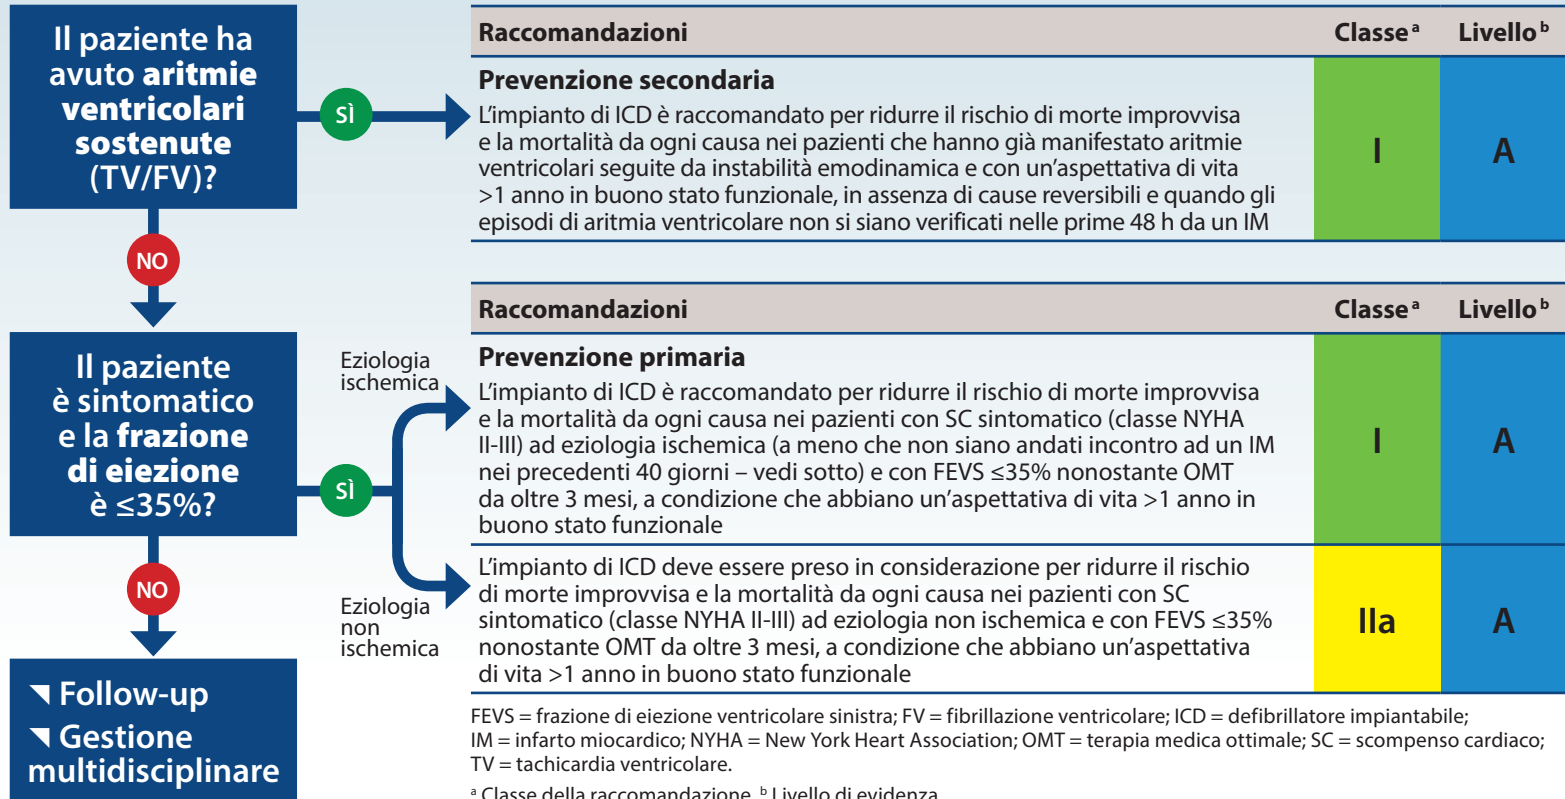 Il paziente ha
avuto aritmie
ventricolari
sostenute
(TV/FV)?
SÌ
Raccomandazioni Classe a Livello b
Prevenzione secondaria
L'impianto di ICD è raccomandato per ridurre il rischio di morte improvvisa
e la mortalità da ogni causa nei pazienti che hanno già manifestato aritmie
ventricolari seguite da instabilità emodinamica e con un'aspettativa di vita
>1 anno in buono stato funzionale, in assenza di cause reversibili e quando gli
episodi di aritmia ventricolare non si siano verificati nelle prime 48 h da un IM
I A
NO
Il paziente
è sintomatico
e la frazione
di eiezione
è ≤35%?
SÌ
Eziologia
ischemica
Raccomandazioni Classe a Livello b
Prevenzione primaria
L'impianto di ICD è raccomandato per ridurre il rischio di morte improvvisa
e la mortalità da ogni causa nei pazienti con SC sintomatico (classe NYHA
II-III) ad eziologia ischemica (a meno che non siano andati incontro ad un IM
nei precedenti 40 giorni – vedi sotto) e con FEVS ≤35% nonostante OMT
da oltre 3 mesi, a condizione che abbiano un'aspettativa di vita >1 anno in
buono stato funzionale
I A
Eziologia
non
ischemica
L'impianto di ICD deve essere preso in considerazione per ridurre il rischio
di morte improvvisa e la mortalità da ogni causa nei pazienti con SC
sintomatico (classe NYHA II-III) ad eziologia non ischemica e con FEVS ≤35%
nonostante OMT da oltre 3 mesi, a condizione che abbiano un'aspettativa
di vita >1 anno in buono stato funzionale
IIa A
NO
Follow-up
Gestione
multidisciplinare
FEVS = frazione di eiezione ventricolare sinistra; FV = fibrillazione ventricolare; ICD = defibrillatore impiantabile;
IM = infarto miocardico; NYHA = New York Heart Association; OMT = terapia medica ottimale; SC = scompenso cardiaco;
TV = tachicardia ventricolare.
a Classe della raccomandazione. b Livello di evidenza